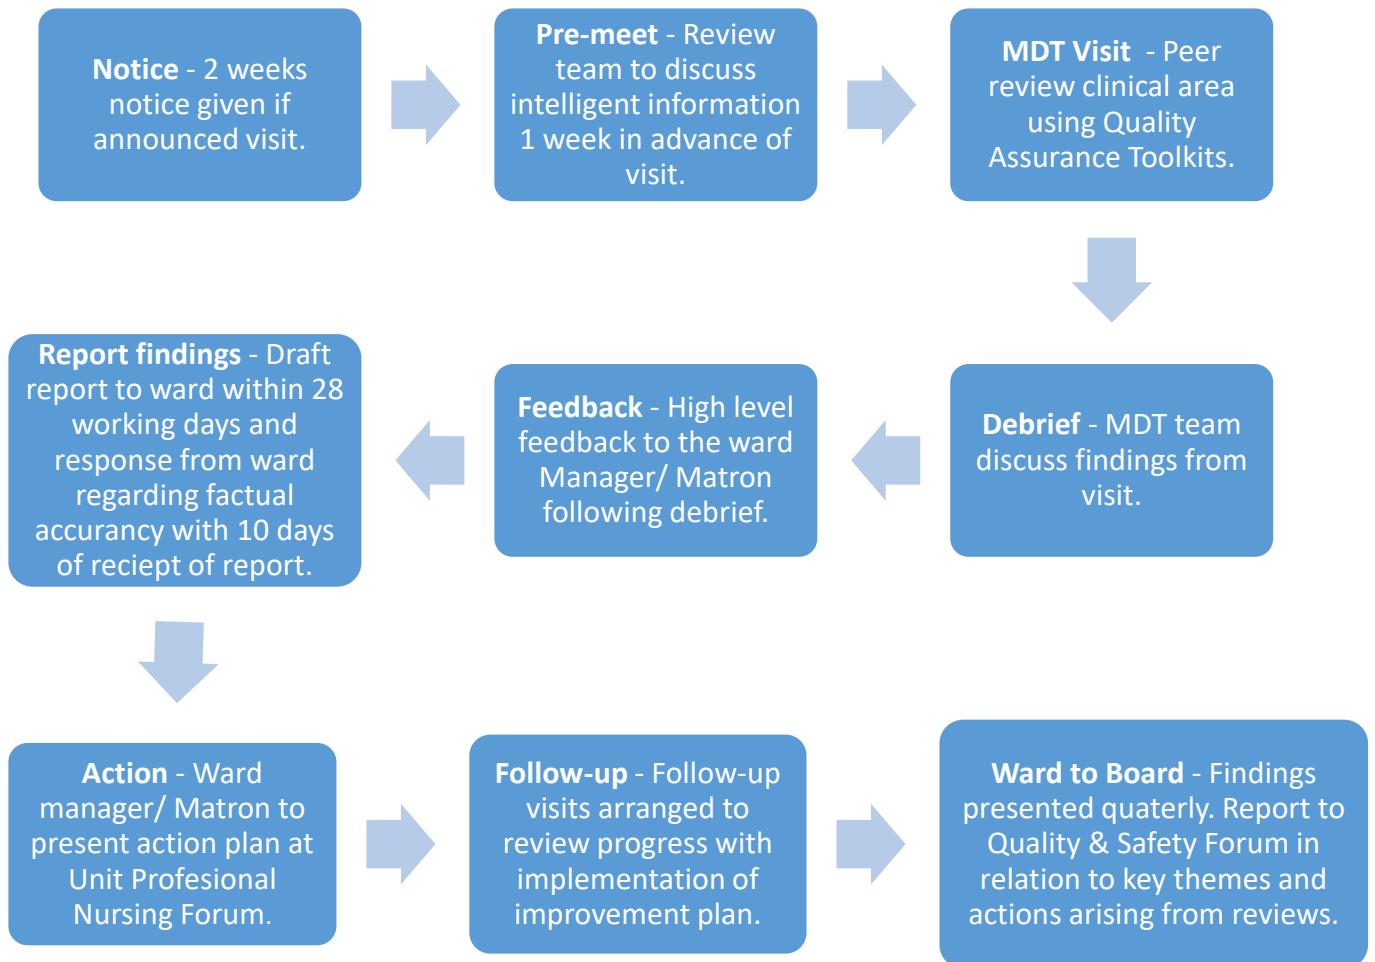 Notice - 2 weeks
notice given if
announced visit.
Pre-meet - Review
team to discuss
intelligent information
1 week in advance of
visit.
MDT Visit  - Peer
review clinical area
using Quality
Assurance Toolkits.
Debrief - MDT team
discuss findings from
visit.
Feedback - High level
feedback to the ward
Manager/ Matron
following debrief.
Report findings - Draft
report to ward within 28
working days and
response from ward
regarding factual
accurancy with 10 days
of reciept of report.
Action - Ward
manager/ Matron to
present action plan at
Unit Profesional
Nursing Forum.
Follow-up - Follow-up
visits arranged to
review progress with
implementation of
improvement plan.
Ward to Board - Findings
presented quaterly. Report to
Quality & Safety Forum in
relation to key themes and
actions arising from reviews.